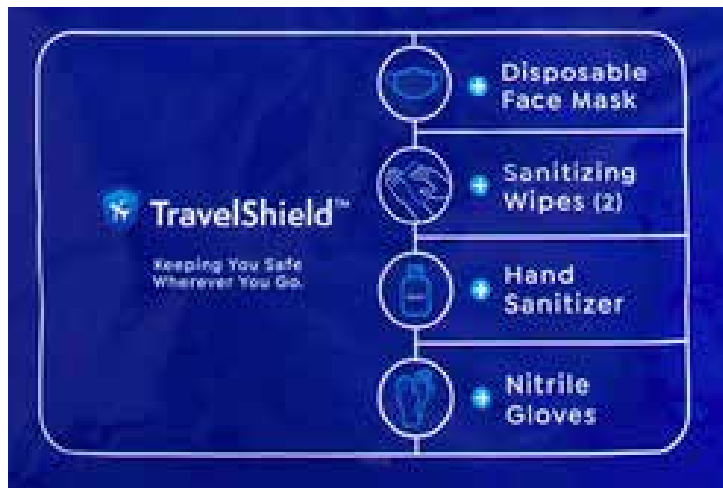 TravelShield™
Keeping You Safe
Wherever You Go.
Disposable
Face Mask
Sanitizing
Wipes (2)
Hand
Sanitizer
Nitrile
Gloves